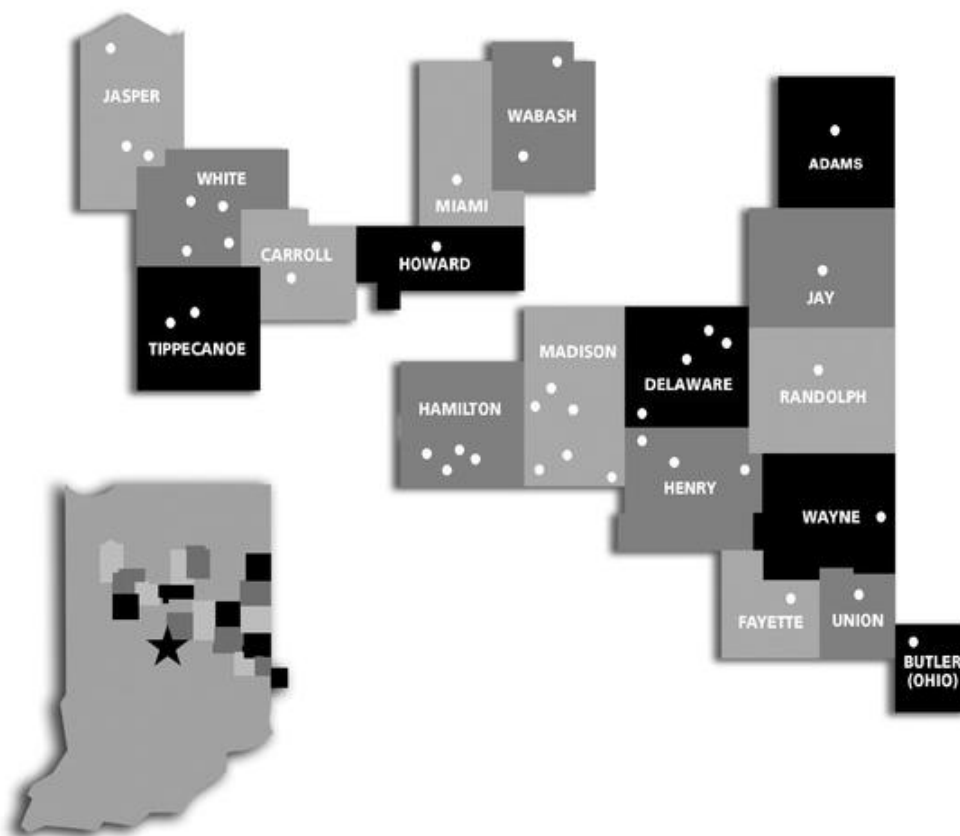 JASPER
WABASH
ADAMS
WHITE
MIAMI
CARROLL
HOWARD
JAY
TIPPECANOE
MADISON
DELAWARE
RANDOLPH
HAMILTON
HENRY
WAYNE
FAYETTE
UNION
BUTLER
(OHIO)